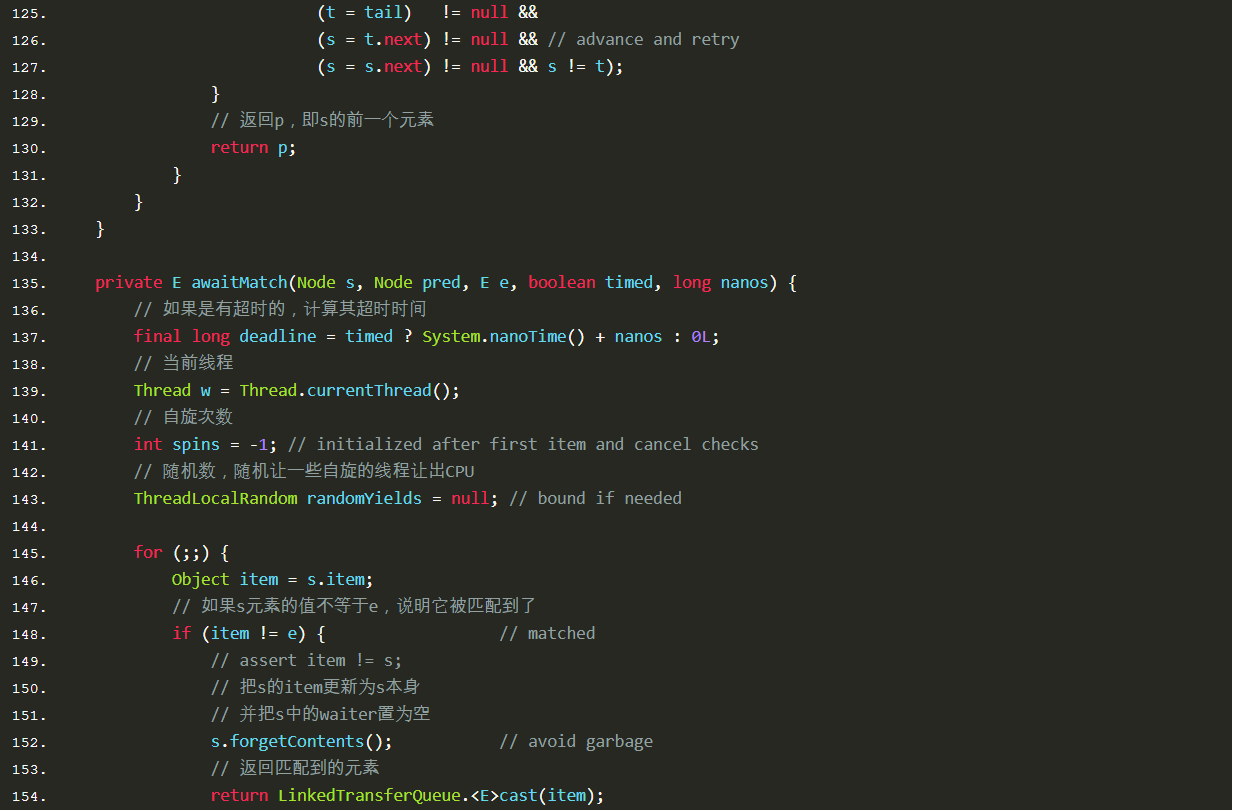 125.                             (t = tail)   != null &&
126.                             (s = t.next) != null && // advance and retry
127.                             (s = s.next) != null && s != t);
128.                 }
129.                 // 返回p，即s的前一个元素
130.                 return p;
131.             }
132.         }
133.     }
134.
135.     private E awaitMatch(Node s, Node pred, E e, boolean timed, long nanos) {
136.         // 如果是有超时的，计算其超时时间
137.         final long deadline = timed ? System.nanoTime() + nanos : 0L;
138.         // 当前线程
139.         Thread w = Thread.currentThread();
140.         // 自旋次数
141.         int spins = -1; // initialized after first item and cancel checks
142.         // 随机数，随机让一些自旋的线程让出CPU
143.         ThreadLocalRandom randomYields = null; // bound if needed
144.
145.         for (;;) {
146.             Object item = s.item;
147.             // 如果s元素的值不等于e，说明它被匹配到了
148.             if (item != e) {                  // matched
149.                 // assert item != s;
150.                 // 把s的item更新为s本身
151.                 // 并把s中的waiter置为空
152.                 s.forgetContents();           // avoid garbage
153.                 // 返回匹配到的元素
154.                 return LinkedTransferQueue.<E>cast(item);